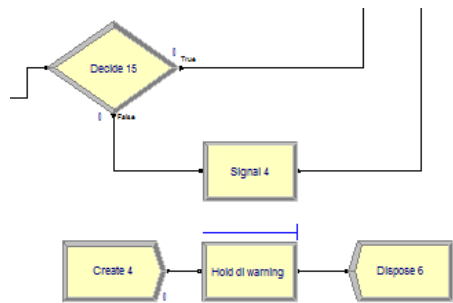 Decide 15
True
False
Signal 4
Create 4
Hold di warning
Dispose 6